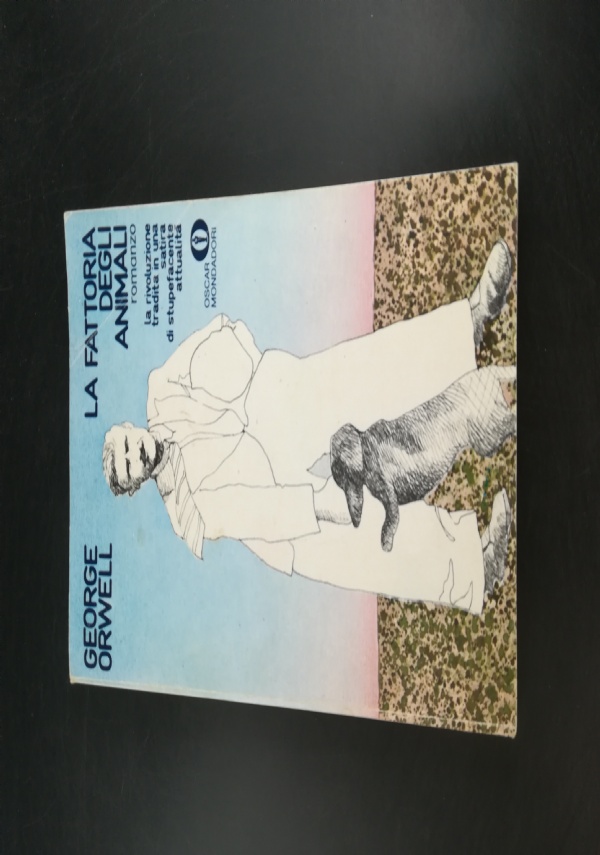 GEORGE
ORWELL
LA FATTORIA
DEGLI
ANIMALI
romanzo
la rivoluzione
tradita in una
satira
di stupefacente
attualità
OSCAR
MONDADORI